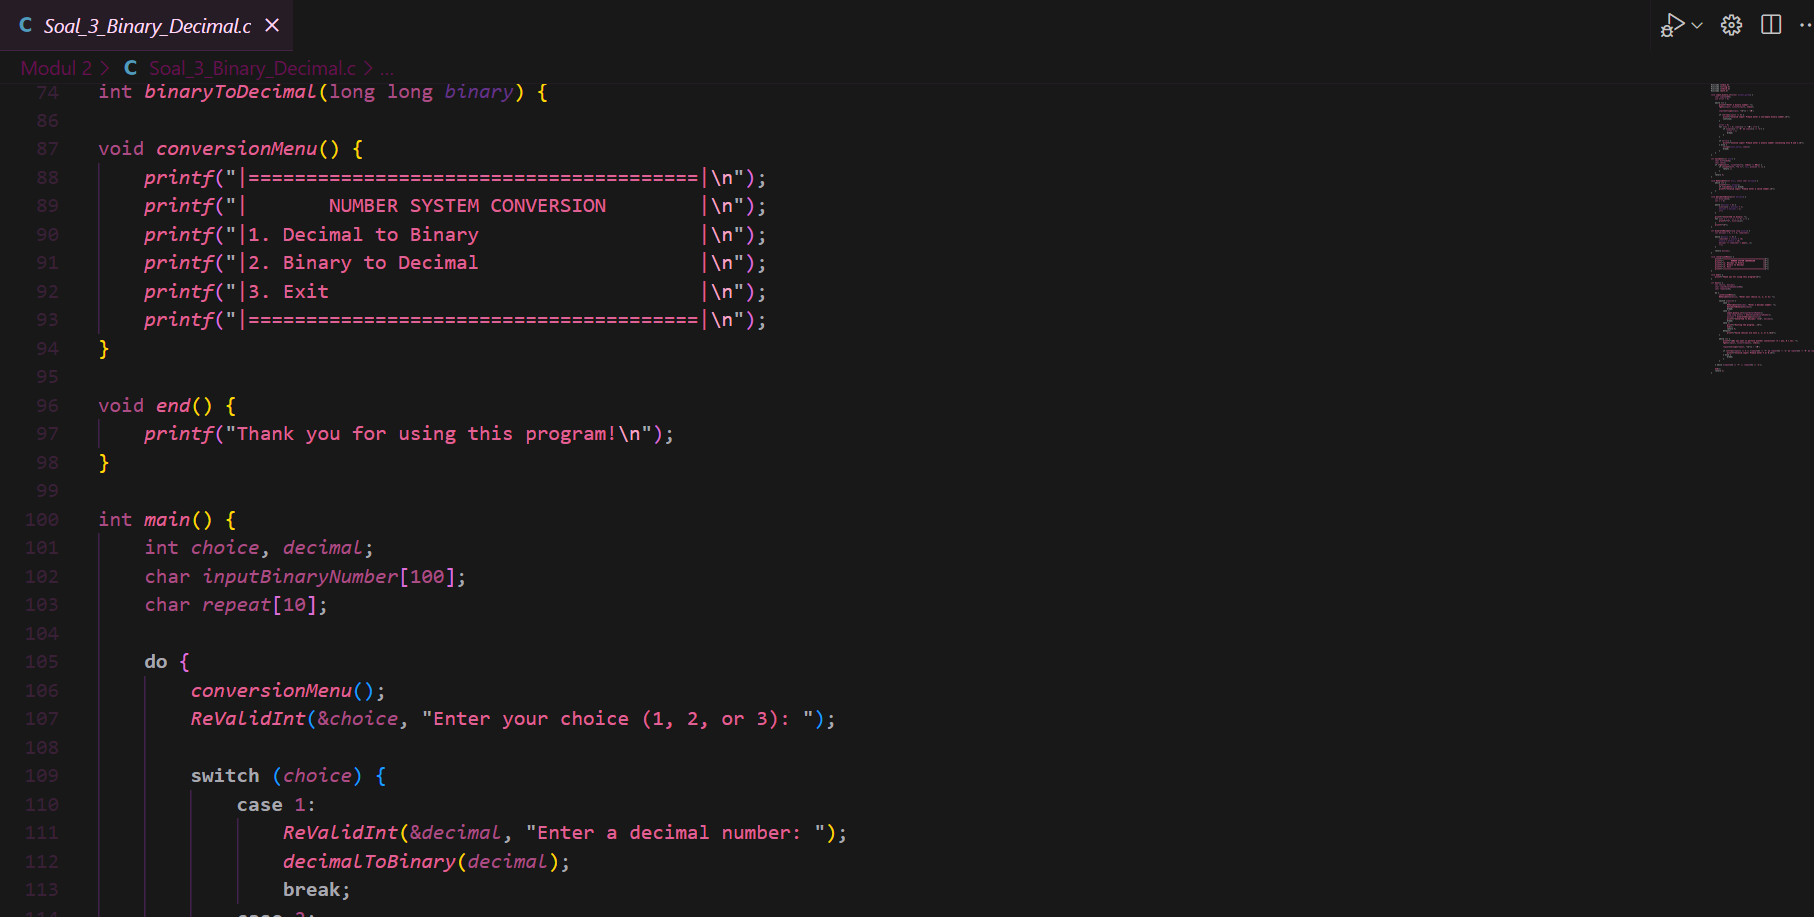 C Soal_3_Binary_Decimal.c ×
Modul 2 > C Soal_3_Binary_Decimal.c > ...
74 int binaryToDecimal(long long binary) {
86
87 void conversionMenu() {
88     printf("|=======================================|\n");
89     printf("|       NUMBER SYSTEM CONVERSION        |\n");
90     printf("|1. Decimal to Binary                   |\n");
91     printf("|2. Binary to Decimal                   |\n");
92     printf("|3. Exit                                |\n");
93     printf("|=======================================|\n");
94 }
95
96 void end() {
97     printf("Thank you for using this program!\n");
98 }
99
100 int main() {
101     int choice, decimal;
102     char inputBinaryNumber[100];
103     char repeat[10];
104
105     do {
106         conversionMenu();
107         ReValidInt(&choice, "Enter your choice (1, 2, or 3): ");
108
109         switch (choice) {
110             case 1:
111                 ReValidInt(&decimal, "Enter a decimal number: ");
112                 decimalToBinary(decimal);
113                 break;
114             case 2: